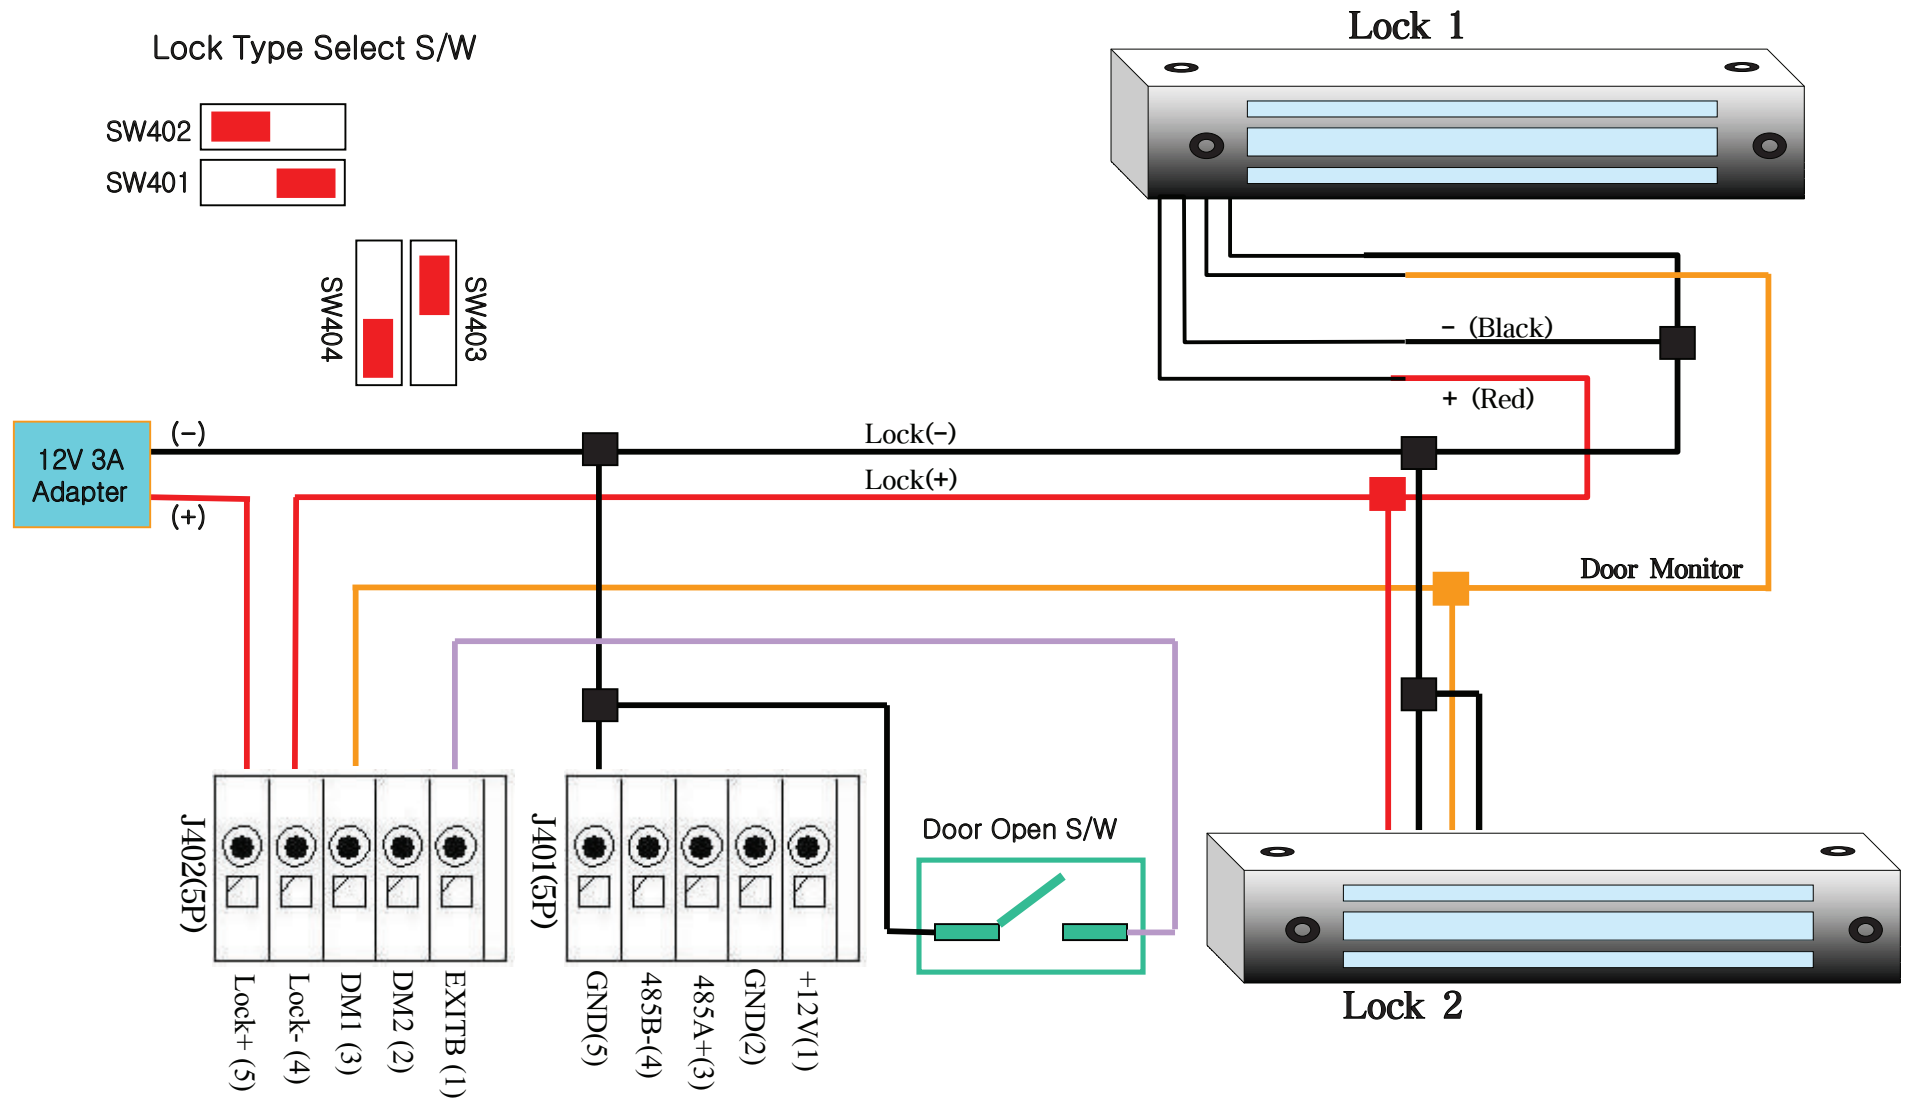 Lock Type Select S/W
SW402
SW401
SW404
SW403
Lock 1
- (Black)
+ (Red)
12V 3A
Adapter
(-)
(+)
Lock(-)
Lock(+)
Door Monitor
J402(5P)
Lock+ (5)
Lock- (4)
DM1 (3)
DM2 (2)
EXITB (1)
J401(5P)
GND(5)
485B-(4)
485A+(3)
GND(2)
+12V(1)
Door Open S/W
Lock 2